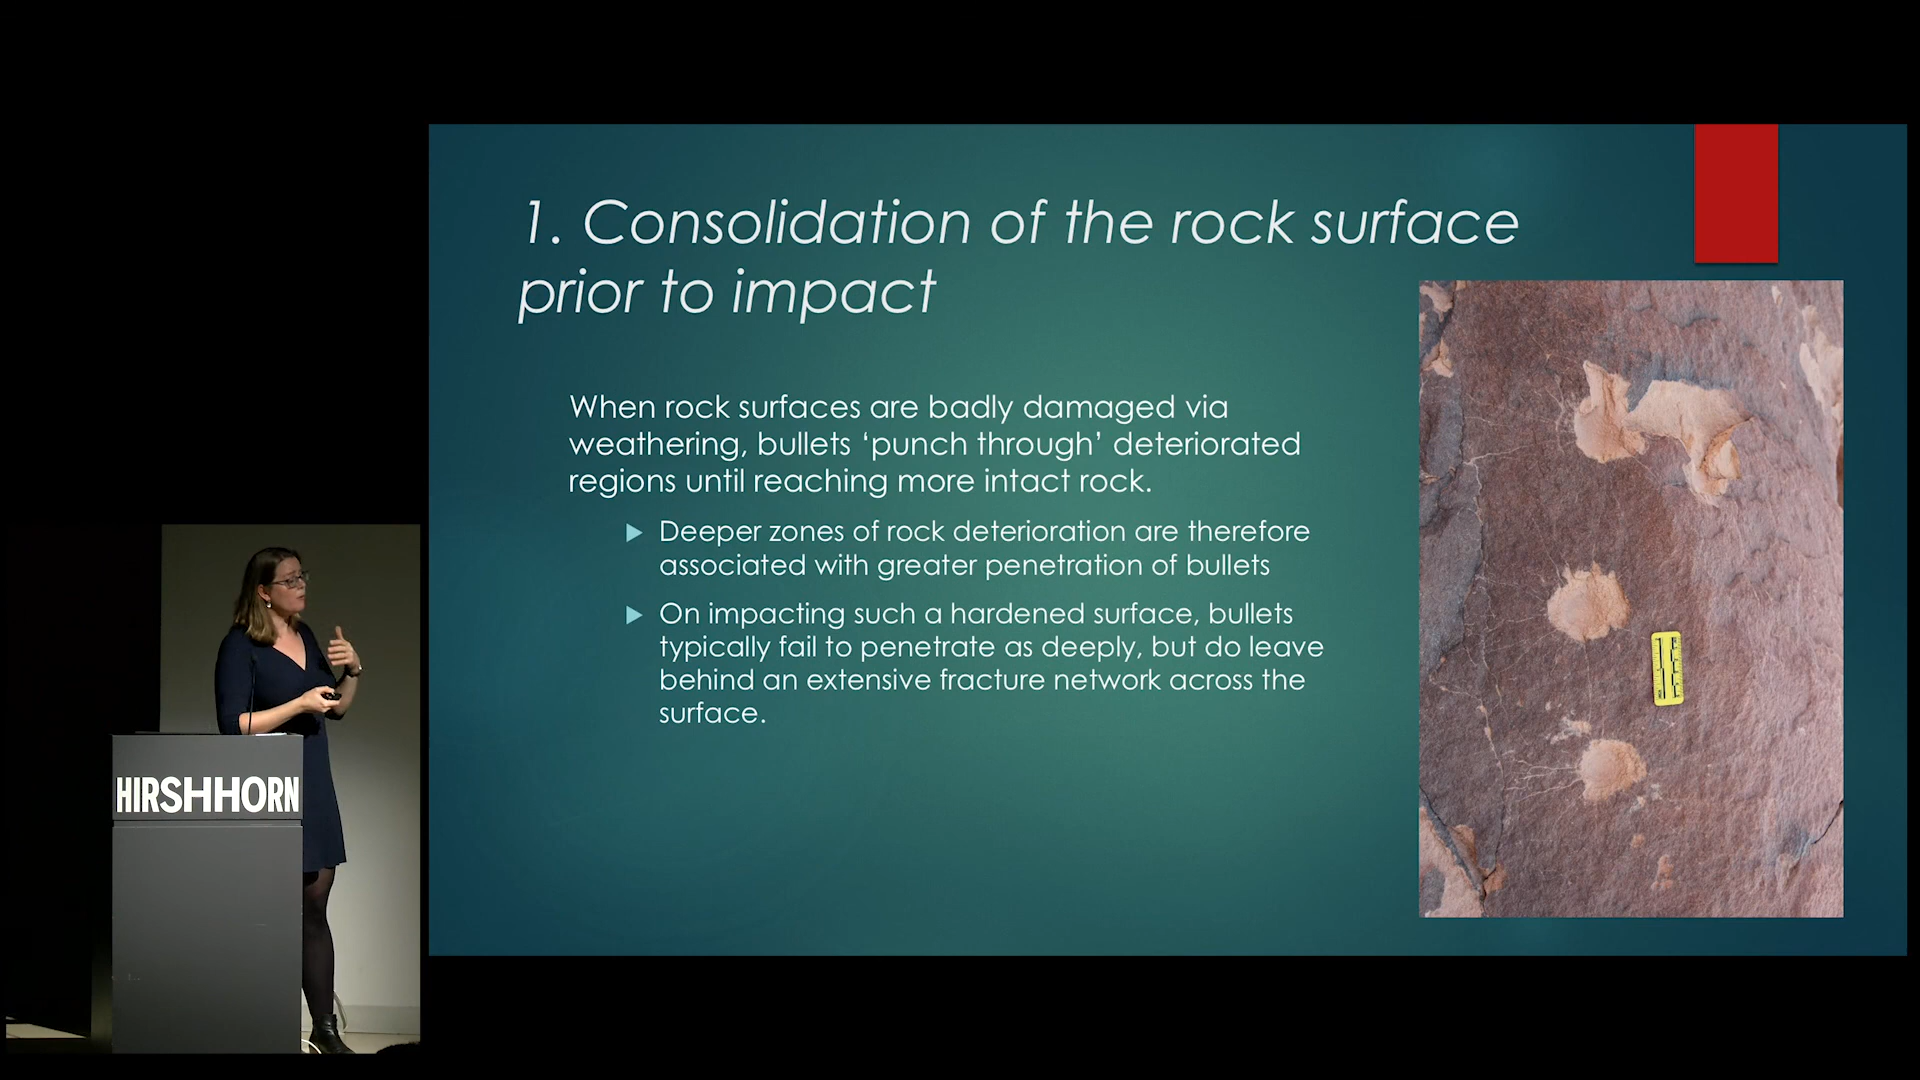 1. Consolidation of the rock surface
prior to impact
When rock surfaces are badly damaged via
weathering, bullets ‘punch through’ deteriorated
regions until reaching more intact rock.
Deeper zones of rock deterioration are therefore
associated with greater penetration of bullets
On impacting such a hardened surface, bullets
typically fail to penetrate as deeply, but do leave
behind an extensive fracture network across the
surface.
HIRSHHORN